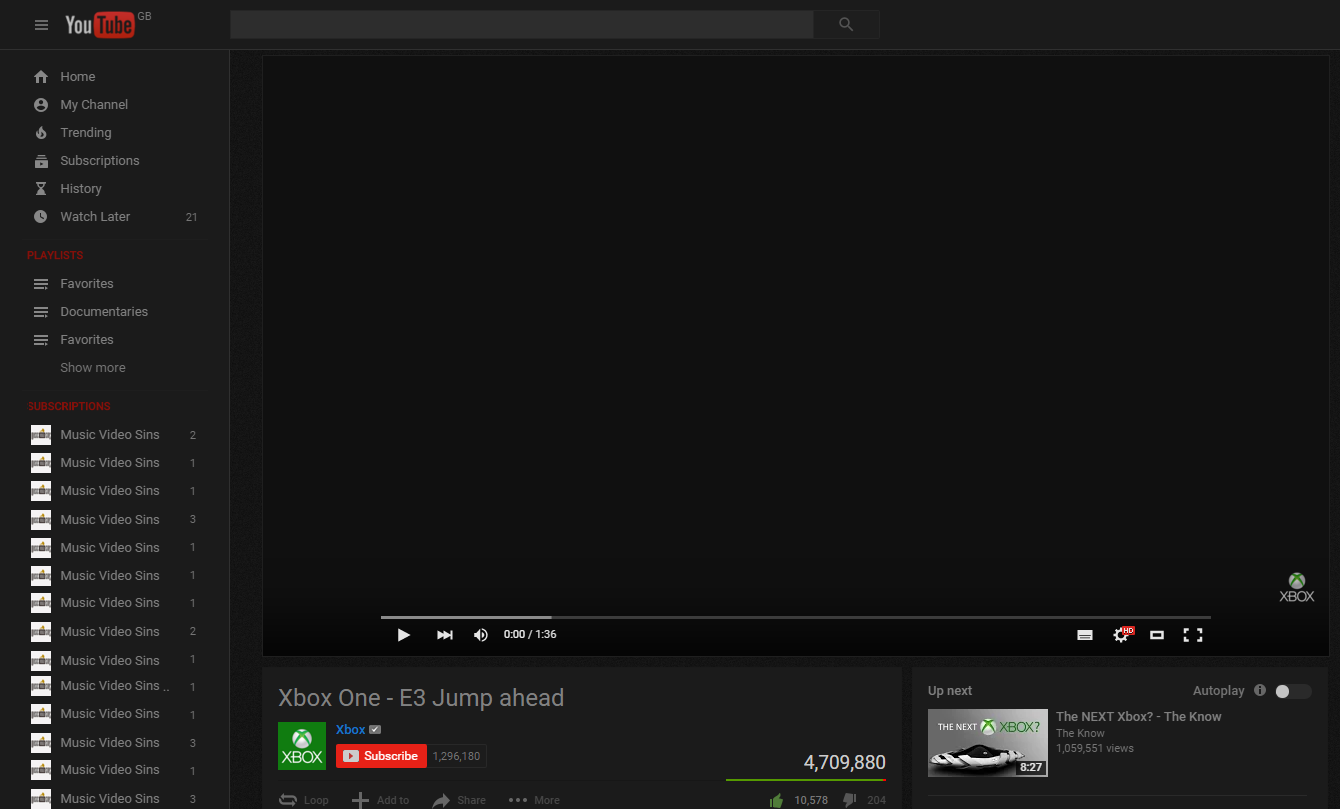 You Tube GB
Home
My Channel
Trending
Subscriptions
History
Watch Later 21
PLAYLISTS
Favorites
Documentaries
Favorites
Show more
SUBSCRIPTIONS
Music Video Sins 2
Music Video Sins 1
Music Video Sins 1
Music Video Sins 3
Music Video Sins 1
Music Video Sins 1
Music Video Sins 1
Music Video Sins 2
Music Video Sins 1
Music Video Sins .. 1
Music Video Sins 1
Music Video Sins 3
Music Video Sins 1
Music Video Sins 3
XBOX
0:00 / 1:36
HD
Xbox One - E3 Jump ahead
XBOX
Xbox
Subscribe 1,296,180
4,709,880
Loop Add to Share More
10,578 204
Up next
Autoplay
THE NEXT XBOX?
8:27
The NEXT Xbox? - The Know
The Know
1,059,551 views